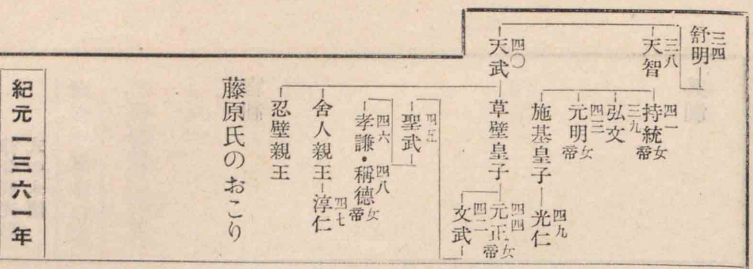 三四
舒明
三八
天智
四一
持統女帝
三九
弘文
四三
元明女帝
施基皇子
四九
光仁
四〇
天武
草壁皇子
四四
元正女帝
四二
文武
四五
聖武
四六 四八
孝謙・稱德女帝
舍人親王
四七
淳仁
忍壁親王
藤原氏のおこり
紀元一三六一年